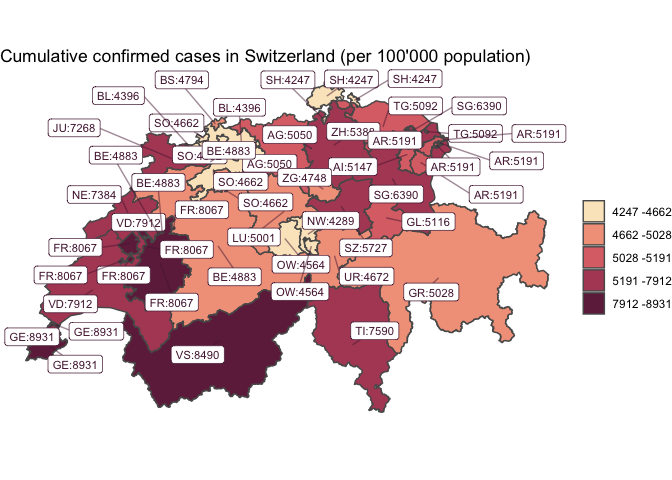 Cumulative confirmed cases in Switzerland (per 100'000 population)
BS:4794
SH:4247
SH:4247
SH:4247
BL:4396
BL:4396
TG:5092
SG:6390
JU:7268
SO:4662
AG:5050
ZH:5388
AR:5191
TG:5092
AR:5191
BE:4883
BE:4883
AG:5050
AI:5147
AR:5191
AR:5191
BE:4883
SO:4662
ZG:4748
NE:7384
FR:8067
SO:4662
SG:6390
AR:5191
VD:7912
NW:4289
GL:5116
LU:5001
FR:8067
FR:8067
SZ:5727
OW:4564
FR:8067
FR:8067
BE:4883
UR:4672
OW:4564
GR:5028
VD:7912
FR:8067
GE:8931
GE:8931
TI:7590
VS:8490
GE:8931
4247 -4662
4662 -5028
5028 -5191
5191 -7912
7912 -8931